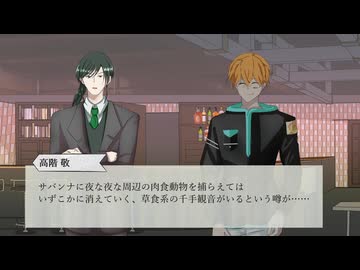 高階 敬
サバンナに夜な夜な周辺の肉食動物を捕らえては
いずこかに消えていく、草食系の千手観音がいるという噂が……